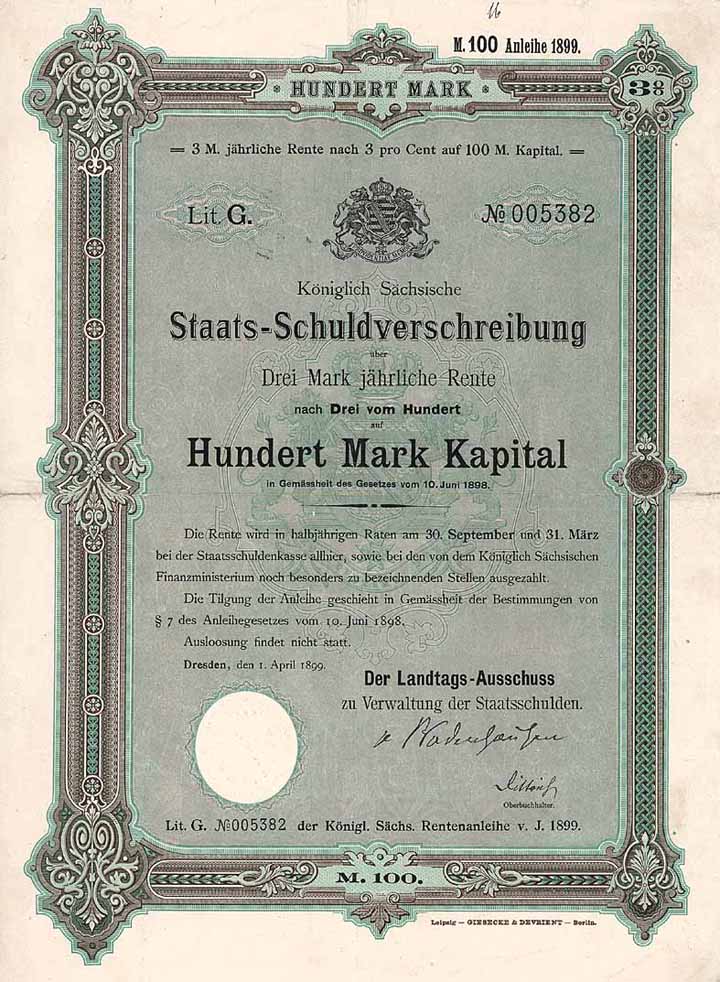 M. 100 Anleihe 1899.
* HUNDERT MARK *
3%
= 3 M. jährliche Rente nach 3 pro Cent auf 100 M. Kapital. =
Lit. G. № 005382
PROVIDENTIAE MEMOR
Königlich Sächsische
Staats-Schuldverschreibung
über
Drei Mark jährliche Rente
nach Drei vom Hundert
auf
Hundert Mark Kapital
in Gemässheit des Gesetzes vom 10. Juni 1898.
Die Rente wird in halbjährigen Raten am 30. September und 31. März
bei der Staatsschuldenkasse allhier, sowie bei den von dem Königlich Sächsischen
Finanzministerium noch besonders zu bezeichnenden Stellen ausgezahlt.
Die Tilgung der Anleihe geschieht in Gemässheit der Bestimmungen von
§ 7 des Anleihegesetzes vom 10. Juni 1898.
Ausloosung findet nicht statt.
Dresden, den 1. April 1899.
Der Landtags-Ausschuss
zu Verwaltung der Staatsschulden.
Oberbuchhalter.
Lit. G. № 005382 der Königl. Sächs. Rentenanleihe v. J. 1899.
M. 100.
Leipzig — GIESECKE & DEVRIENT — Berlin.